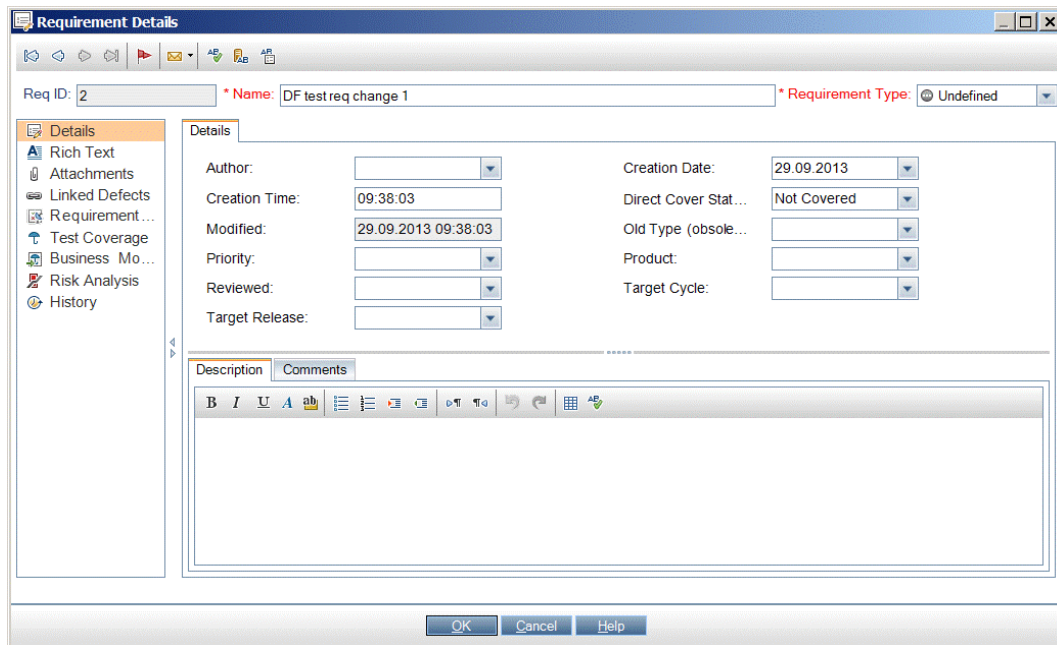 Requirement Details
Req ID: 2 * Name: DF test req change 1 * Requirement Type: Undefined
Details
Rich Text
Attachments
Linked Defects
Requirement...
Test Coverage
Business Mo...
Risk Analysis
History
Details
Author: Creation Date: 29.09.2013
Creation Time: 09:38:03 Direct Cover Stat... Not Covered
Modified: 29.09.2013 09:38:03 Old Type (obsole...
Priority: Product:
Reviewed: Target Cycle:
Target Release:
Description Comments
B I U A ab
OK Cancel Help